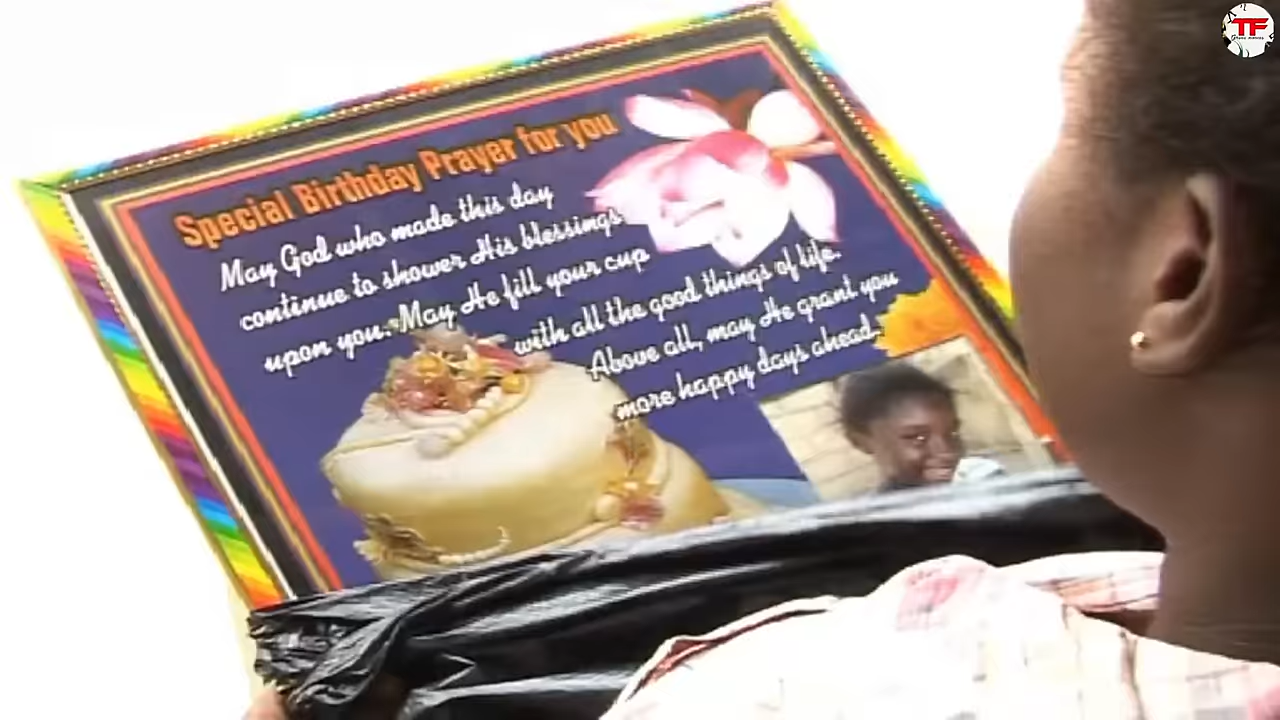 Special Birthday Prayer for you
May God who made this day
continue to shower His blessings
upon you. May He fill your cup
with all the good things of life.
Above all, may He grant you
more happy days ahead.
TF